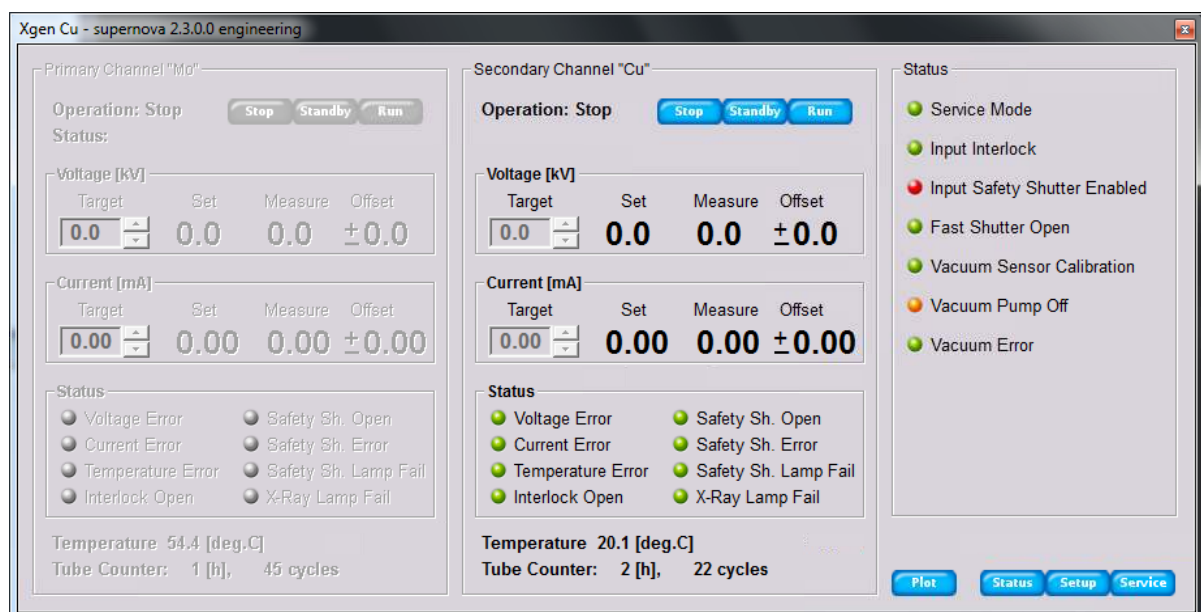 Xgen Cu - supernova 2.3.0.0 engineering
Primary Channel "Mo"
Operation: Stop
Stop Standby Run
Status:
Voltage [kV]
Target Set Measure Offset
0.0 0.0 0.0 ±0.0
Current [mA]
Target Set Measure Offset
0.00 0.00 0.00 ±0.00
Status
Voltage Error Safety Sh. Open
Current Error Safety Sh. Error
Temperature Error Safety Sh. Lamp Fail
Interlock Open X-Ray Lamp Fail
Temperature 54.4 [deg.C]
Tube Counter: 1 [h], 45 cycles
Secondary Channel "Cu"
Operation: Stop
Stop Standby Run
Voltage [kV]
Target Set Measure Offset
0.0 0.0 0.0 ±0.0
Current [mA]
Target Set Measure Offset
0.00 0.00 0.00 ±0.00
Status
Voltage Error Safety Sh. Open
Current Error Safety Sh. Error
Temperature Error Safety Sh. Lamp Fail
Interlock Open X-Ray Lamp Fail
Temperature 20.1 [deg.C]
Tube Counter: 2 [h], 22 cycles
Status
Service Mode
Input Interlock
Input Safety Shutter Enabled
Fast Shutter Open
Vacuum Sensor Calibration
Vacuum Pump Off
Vacuum Error
Plot Status Setup Service